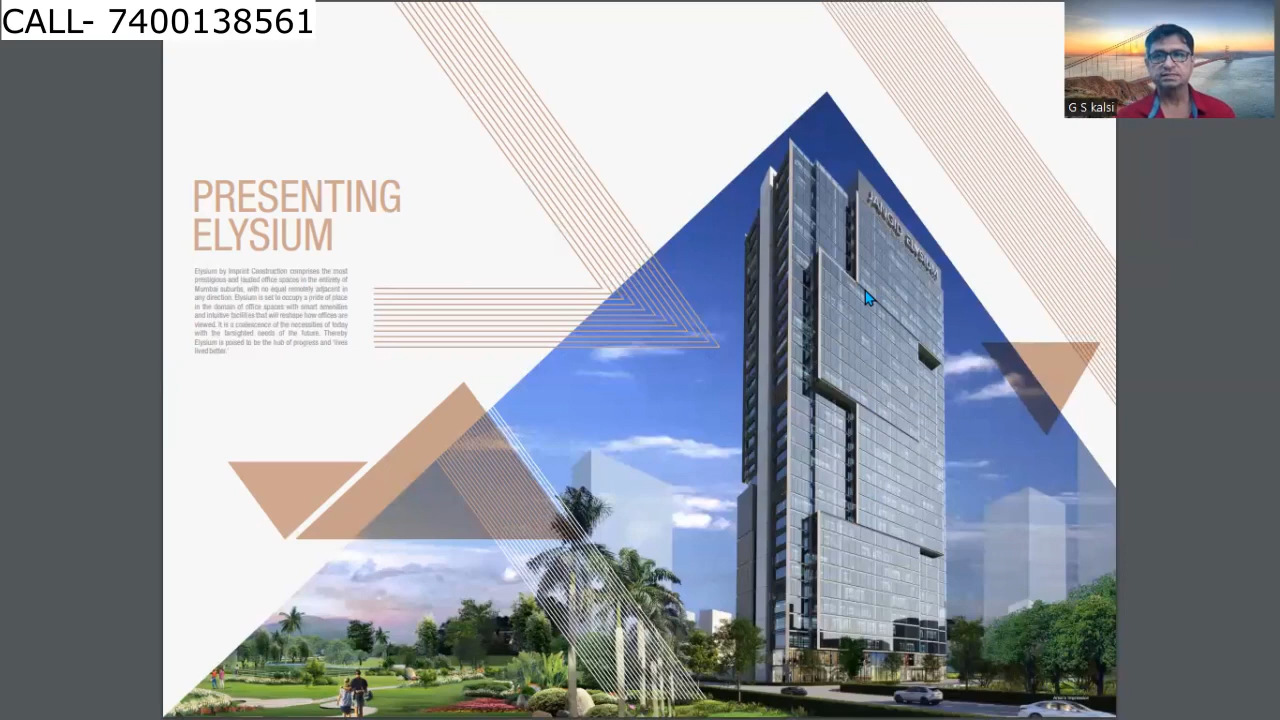 CALL- 7400138561
G S kalsi
PRESENTING
ELYSIUM
Elysium by Imprint Construction comprises the most
prestigious and lauded office spaces in the entirety of
Mumbai suburbs, with no equal remotely adjacent in
any direction. Elysium is set to occupy a pride of place
in the domain of office spaces with smart amenities
and intuitive facilities that will reshape how offices are
viewed. It is a coalescence of the necessities of today
with the farsighted needs of the future. Thereby
Elysium is poised to be the hub of progress and 'lives
lived better.'
JANGID ELYSIUM
Artist's Impression